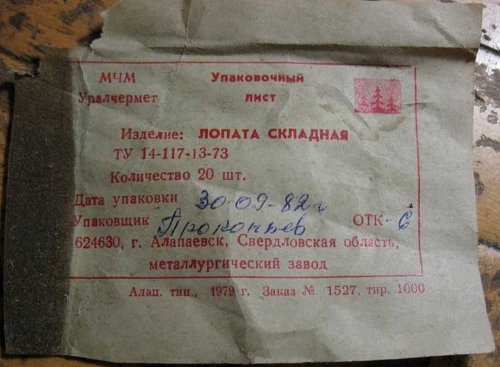 МЧМ
Уралчермет
Упаковочный
лист
Изделие: ЛОПАТА СКЛАДНАЯ
ТУ 14-117-13-73
Количество 20 шт.
Дата упаковки 30-09-82г
Упаковщик Прокопьев ОТК-6
624630, г. Алапаевск, Свердловская область,
металлургический завод
Алап. тип., 1979 г. Заказ № 1527, тир. 1000